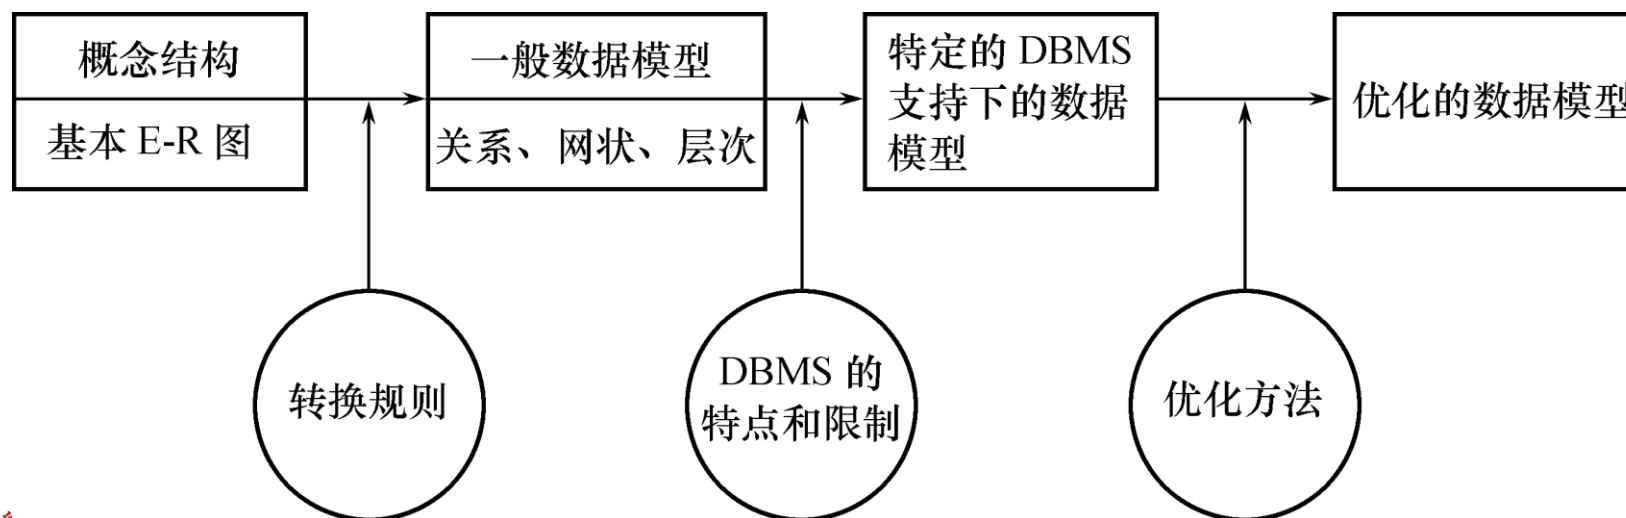 概念结构
基本 E-R 图
一般数据模型
关系、网状、层次
特定的 DBMS
支持下的数据
模型
优化的数据模型
转换规则
DBMS 的
特点和限制
优化方法